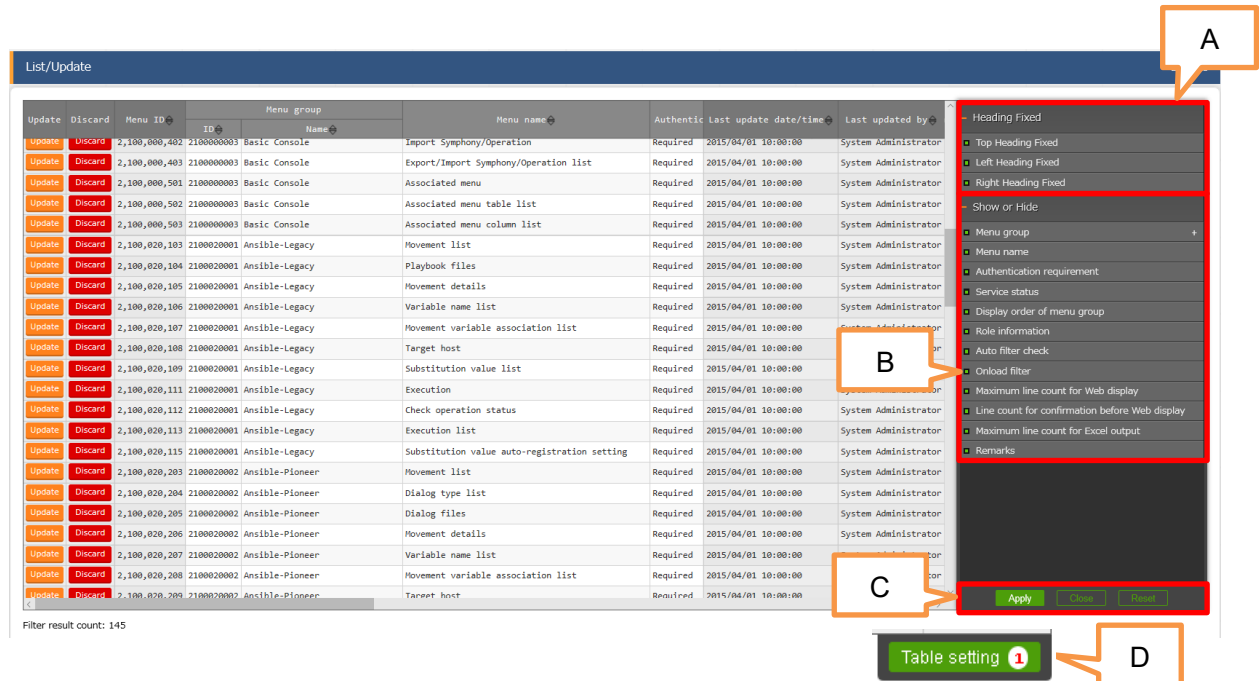 A
List/Update
Update Discard Menu ID Menu group Menu name Authentic Last update date/time Last updated by
ID Name
Update Discard 2,100,000,402 2100000003 Basic Console Import Symphony/Operation Required 2015/04/01 10:00:00 System Administrator
Update Discard 2,100,000,403 2100000003 Basic Console Export/Import Symphony/Operation list Required 2015/04/01 10:00:00 System Administrator
Update Discard 2,100,000,501 2100000003 Basic Console Associated menu Required 2015/04/01 10:00:00 System Administrator
Update Discard 2,100,000,502 2100000003 Basic Console Associated menu table list Required 2015/04/01 10:00:00 System Administrator
Update Discard 2,100,000,503 2100000003 Basic Console Associated menu column list Required 2015/04/01 10:00:00 System Administrator
Update Discard 2,100,020,103 2100020001 Ansible-Legacy Movement list Required 2015/04/01 10:00:00 System Administrator
Update Discard 2,100,020,104 2100020001 Ansible-Legacy Playbook files Required 2015/04/01 10:00:00 System Administrator
Update Discard 2,100,020,105 2100020001 Ansible-Legacy Movement details Required 2015/04/01 10:00:00 System Administrator
Update Discard 2,100,020,106 2100020001 Ansible-Legacy Variable name list Required 2015/04/01 10:00:00 System Administrator
Update Discard 2,100,020,107 2100020001 Ansible-Legacy Movement variable association list Required 2015/04/01 10:00:00 System Administrator
Update Discard 2,100,020,108 2100020001 Ansible-Legacy Target host Required 2015/04/01 10:00:00
Update Discard 2,100,020,109 2100020001 Ansible-Legacy Substitution value list Required 2015/04/01 10:00:00
Update Discard 2,100,020,111 2100020001 Ansible-Legacy Execution Required 2015/04/01 10:00:00 System Administrator
Update Discard 2,100,020,112 2100020001 Ansible-Legacy Check operation status Required 2015/04/01 10:00:00 System Administrator
Update Discard 2,100,020,113 2100020001 Ansible-Legacy Execution list Required 2015/04/01 10:00:00 System Administrator
Update Discard 2,100,020,115 2100020001 Ansible-Legacy Substitution value auto-registration setting Required 2015/04/01 10:00:00 System Administrator
Update Discard 2,100,020,203 2100020002 Ansible-Pioneer Movement list Required 2015/04/01 10:00:00 System Administrator
Update Discard 2,100,020,204 2100020002 Ansible-Pioneer Dialog type list Required 2015/04/01 10:00:00 System Administrator
Update Discard 2,100,020,205 2100020002 Ansible-Pioneer Dialog files Required 2015/04/01 10:00:00 System Administrator
Update Discard 2,100,020,206 2100020002 Ansible-Pioneer Movement details Required 2015/04/01 10:00:00 System Administrator
Update Discard 2,100,020,207 2100020002 Ansible-Pioneer Variable name list Required 2015/04/01 10:00:00
Update Discard 2,100,020,208 2100020002 Ansible-Pioneer Movement variable association list Required 2015/04/01 10:00:00
Update Discard 2,100,020,209 2100020002 Ansible-Pioneer Target host Required 2015/04/01 10:00:00
Filter result count: 145
Heading Fixed
Top Heading Fixed
Left Heading Fixed
Right Heading Fixed
Show or Hide
Menu group +
Menu name
Authentication requirement
Service status
Display order of menu group
Role information
Auto filter check
Onload filter
Maximum line count for Web display
Line count for confirmation before Web display
Maximum line count for Excel output
Remarks
B
C
Apply Close Reset
Table setting 1
D